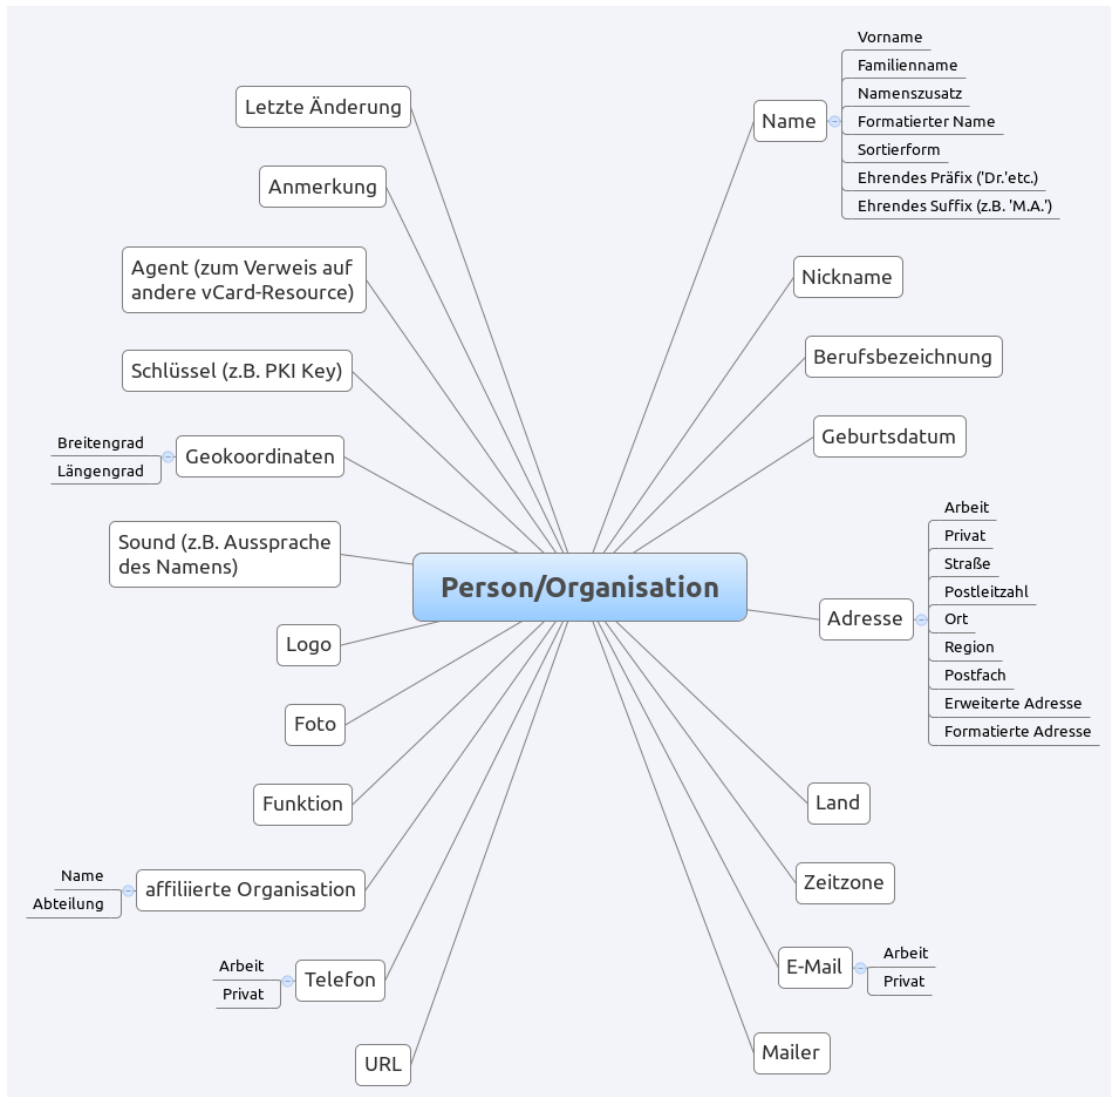 Person/Organisation
Name
Vorname
Familienname
Namenszusatz
Formatierter Name
Sortierform
Ehrendes Präfix ('Dr.'etc.)
Ehrendes Suffix (z.B. 'M.A.')
Nickname
Berufsbezeichnung
Geburtsdatum
Adresse
Arbeit
Privat
Straße
Postleitzahl
Ort
Region
Postfach
Erweiterte Adresse
Formatierte Adresse
Land
Zeitzone
E-Mail
Arbeit
Privat
Mailer
Letzte Änderung
Anmerkung
Agent (zum Verweis auf
andere vCard-Resource)
Schlüssel (z.B. PKI Key)
Geokoordinaten
Breitengrad
Längengrad
Sound (z.B. Aussprache
des Namens)
Logo
Foto
Funktion
affiliierte Organisation
Name
Abteilung
Telefon
Arbeit
Privat
URL